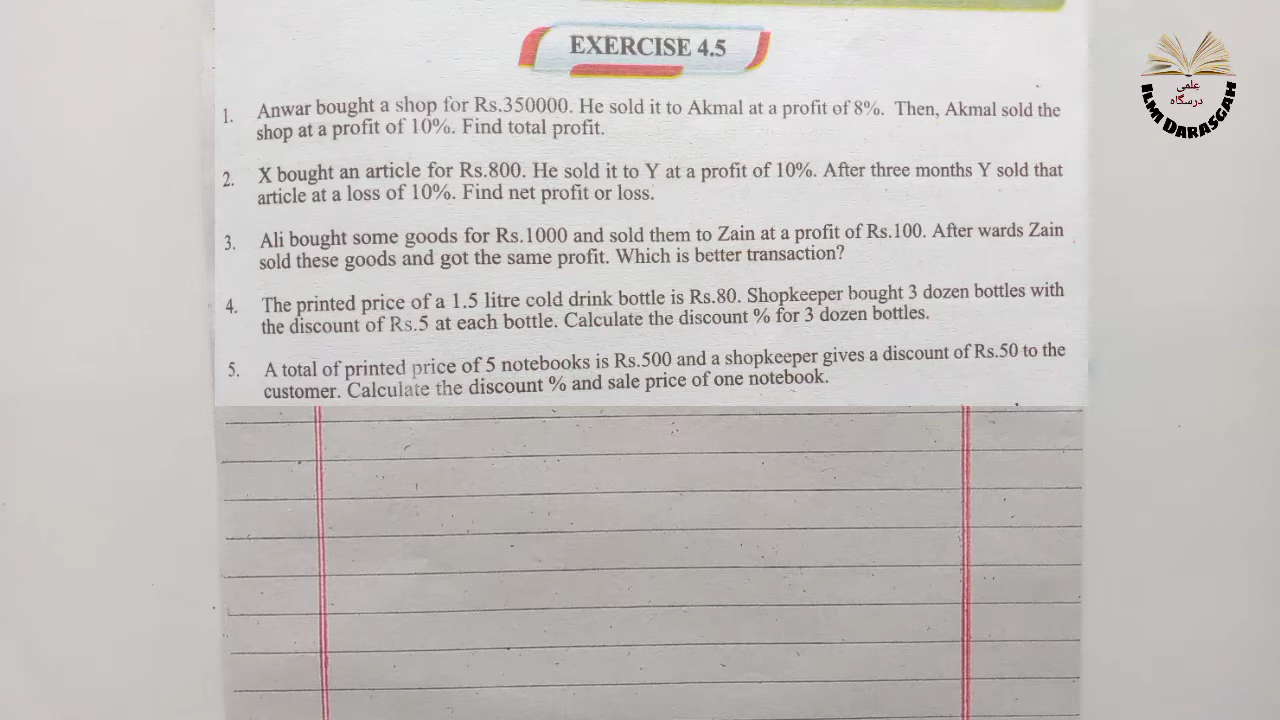 EXERCISE 4.5
علمی
درسگاہ
ILMI DARASGAH
1. Anwar bought a shop for Rs.350000. He sold it to Akmal at a profit of 8%. Then, Akmal sold the
shop at a profit of 10%. Find total profit.
2. X bought an article for Rs.800. He sold it to Y at a profit of 10%. After three months Y sold that
article at a loss of 10%. Find net profit or loss.
3. Ali bought some goods for Rs.1000 and sold them to Zain at a profit of Rs.100. After wards Zain
sold these goods and got the same profit. Which is better transaction?
4. The printed price of a 1.5 litre cold drink bottle is Rs.80. Shopkeeper bought 3 dozen bottles with
the discount of Rs.5 at each bottle. Calculate the discount % for 3 dozen bottles.
5. A total of printed price of 5 notebooks is Rs.500 and a shopkeeper gives a discount of Rs.50 to the
customer. Calculate the discount % and sale price of one notebook.